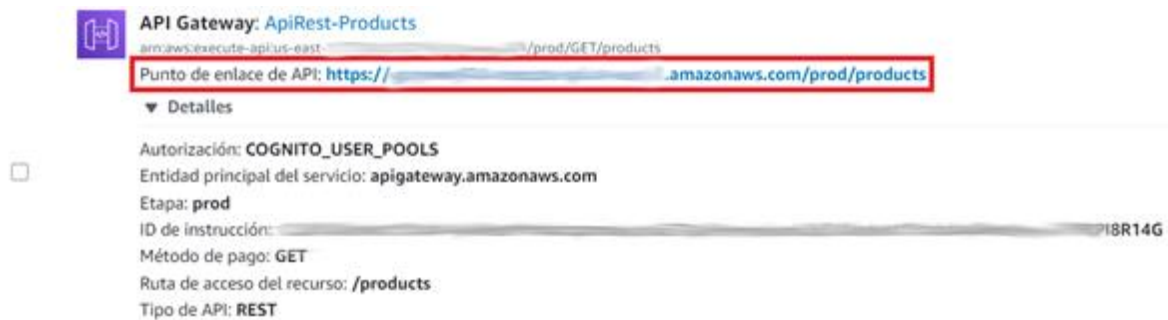 API Gateway: ApiRest-Products
arn:aws:execute-api:us-east- /prod/GET/products
Punto de enlace de API: https:// .amazonaws.com/prod/products
▼ Detalles
Autorización: COGNITO_USER_POOLS
Entidad principal del servicio: apigateway.amazonaws.com
Etapa: prod
ID de instrucción: I8R14G
Método de pago: GET
Ruta de acceso del recurso: /products
Tipo de API: REST